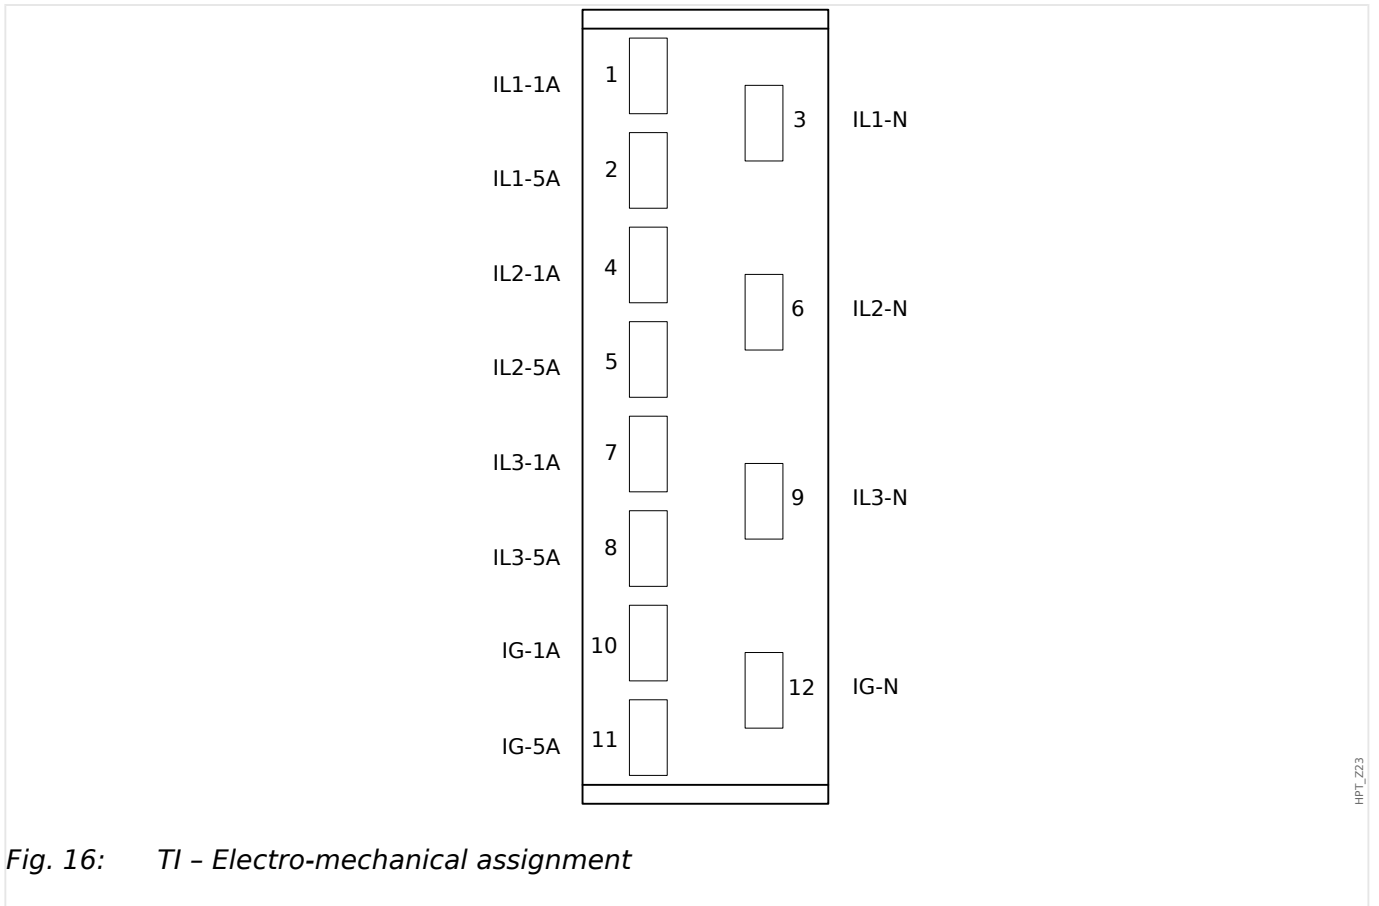 IL1-1A 1
3 IL1-N
IL1-5A 2
IL2-1A 4
6 IL2-N
IL2-5A 5
IL3-1A 7
9 IL3-N
IL3-5A 8
IG-1A 10
12 IG-N
IG-5A 11
HPT_Z23
Fig. 16: TI – Electro-mechanical assignment